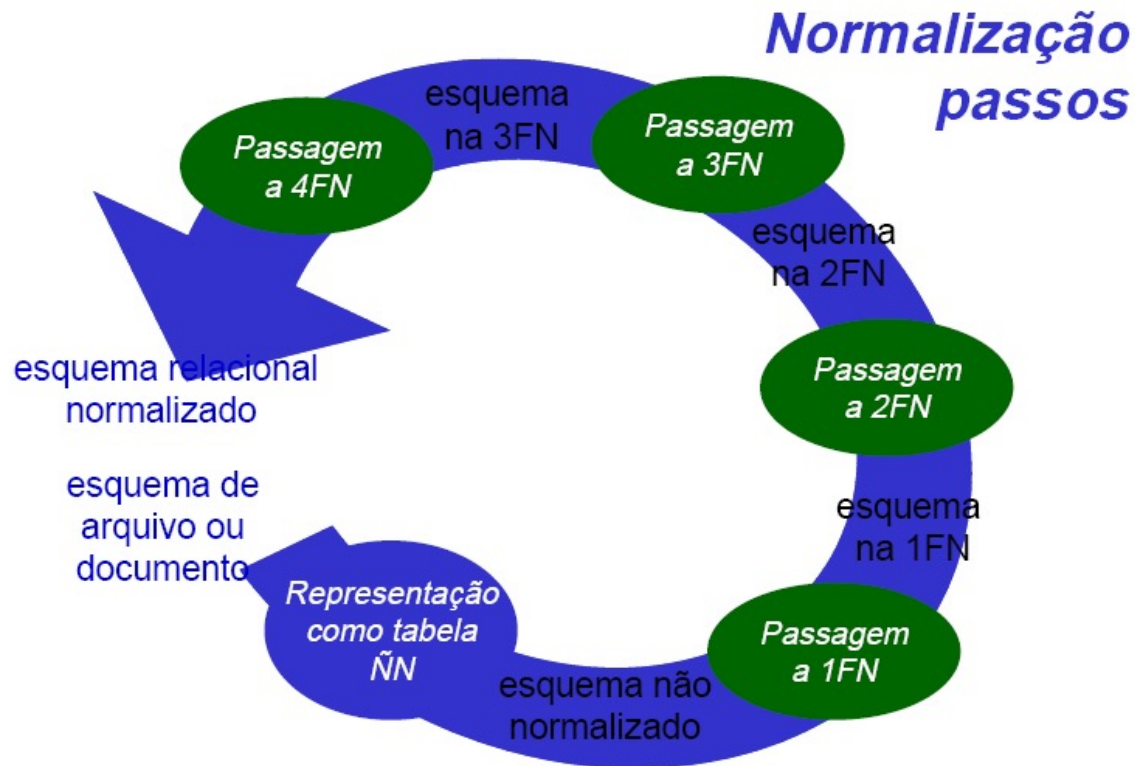 Normalização
passos
esquema
na 3FN
Passagem
a 4FN
Passagem
a 3FN
esquema
na 2FN
Passagem
a 2FN
esquema relacional
normalizado
esquema de
arquivo ou
documento
esquema
na 1FN
Representação
como tabela
ÑN
Passagem
a 1FN
esquema não
normalizado